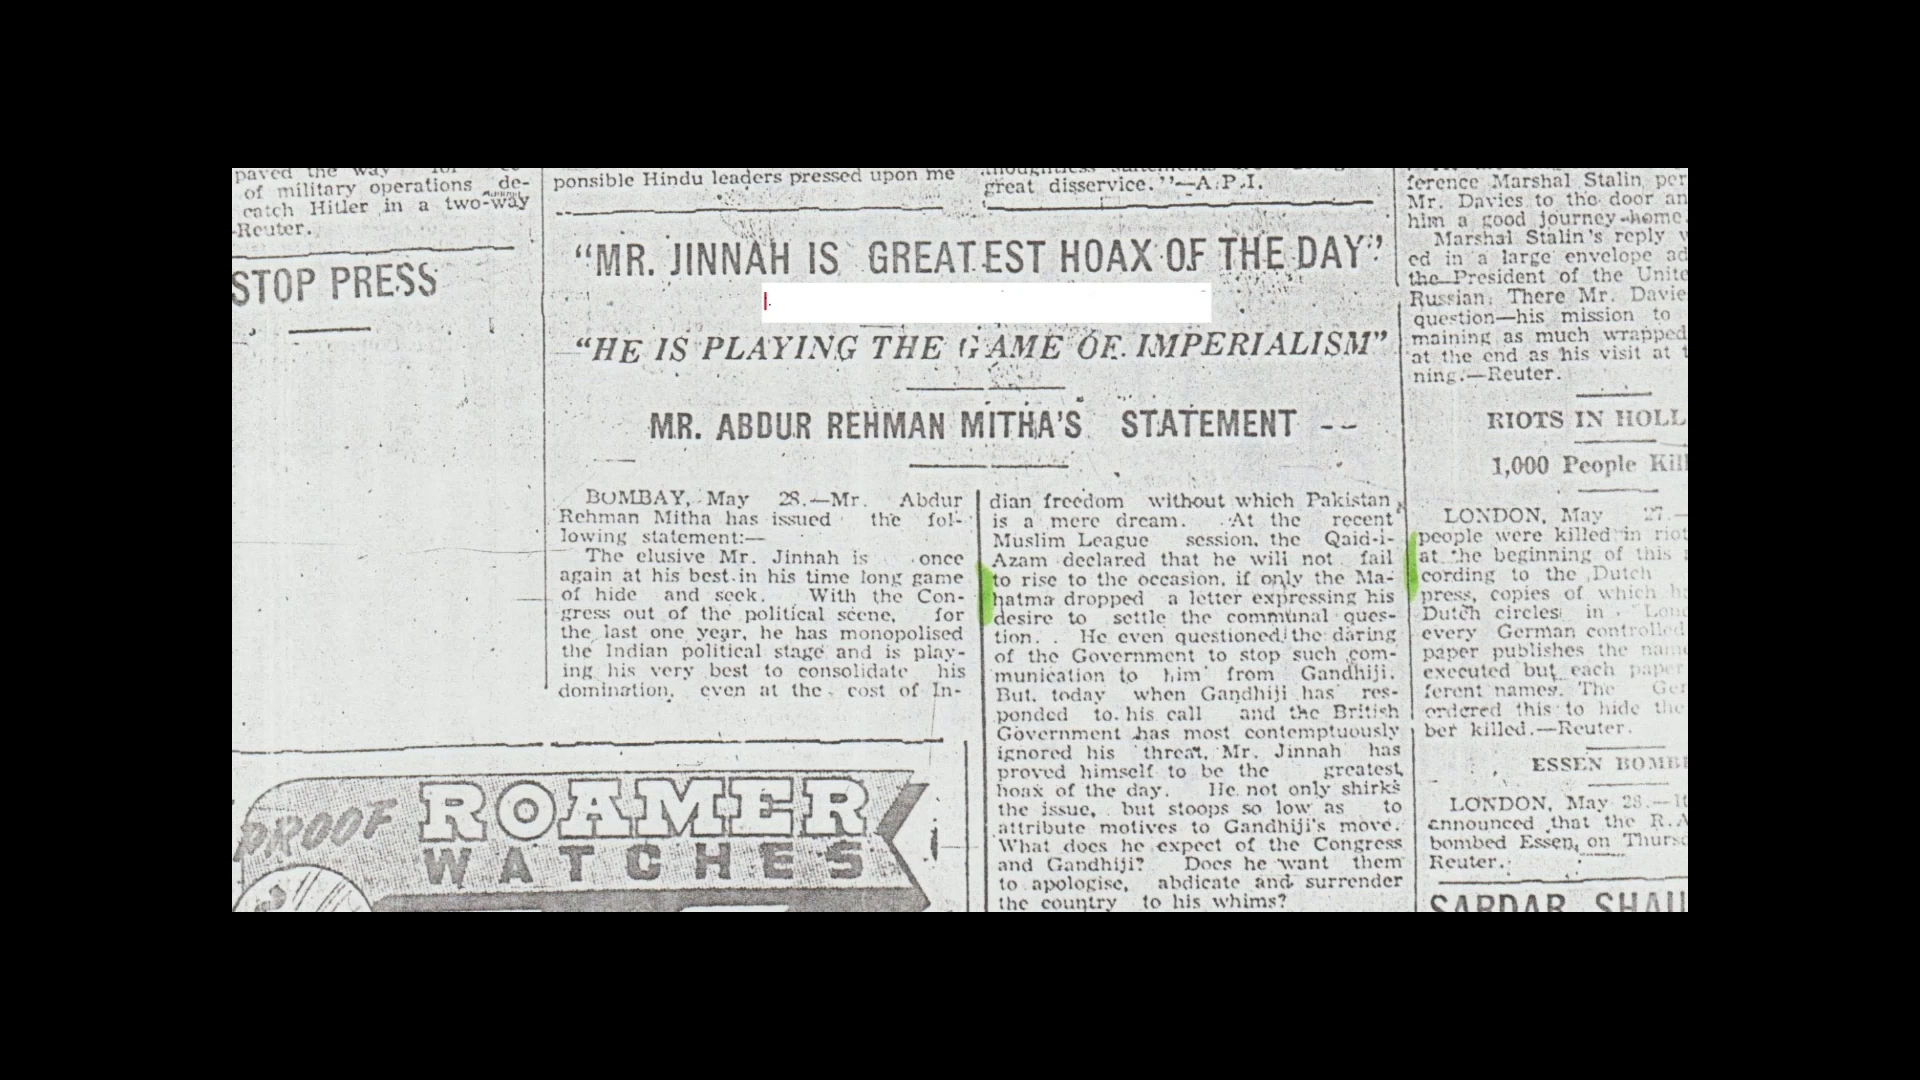 paved the way for
of military operations de-
catch Hitler in a two-way
-Reuter.
STOP PRESS
PROOF
ROAMER
WATCHES
ponsible Hindu leaders pressed upon me
great disservice."—A.P.I.
"MR. JINNAH IS GREATEST HOAX OF THE DAY"
"HE IS PLAYING THE GAME OF IMPERIALISM"
MR. ABDUR REHMAN MITHA'S STATEMENT --
BOMBAY, May 28.—Mr. Abdur
Rehman Mitha has issued the fol-
lowing statement:—
The elusive Mr. Jinnah is once
again at his best in his time long game
of hide and seek. With the Con-
gress out of the political scene, for
the last one year, he has monopolised
the Indian political stage and is play-
ing his very best to consolidate his
domination, even at the cost of In-
dian freedom without which Pakistan
is a mere dream. At the recent
Muslim League session, the Qaid-i-
Azam declared that he will not fail
to rise to the occasion, if only the Ma-
hatma dropped a letter expressing his
desire to settle the communal ques-
tion. . He even questioned the daring
of the Government to stop such com-
munication to him from Gandhiji.
But, today when Gandhiji has res-
ponded to his call and the British
Government has most contemptuously
ignored his threat, Mr. Jinnah has
proved himself to be the greatest
hoax of the day. He not only shirks
the issue, but stoops so low as to
attribute motives to Gandhiji's move.
What does he expect of the Congress
and Gandhiji? Does he want them
to apologise, abdicate and surrender
the country to his whims?
ference Marshal Stalin per
Mr. Davies to the door an
him a good journey home.
Marshal Stalin's reply
ed in a large envelope ad
the President of the Unite
Russian. There Mr. Davie
question—his mission to
maining as much wrapped
at the end as his visit at
ning.—Reuter.
RIOTS IN HOLL
1,000 People Kill
LONDON, May 27.—
people were killed in riot
at the beginning of this
cording to the Dutch
press, copies of which
Dutch circles in
every German controlled
paper publishes the name
executed but each paper
ferent names. The Ger
ordered this to hide the
ber killed.—Reuter.
ESSEN BOMBE
LONDON, May 28.—It
announced that the R.A
bombed Essen on Thursd
Reuter.
SARDAR SHAU